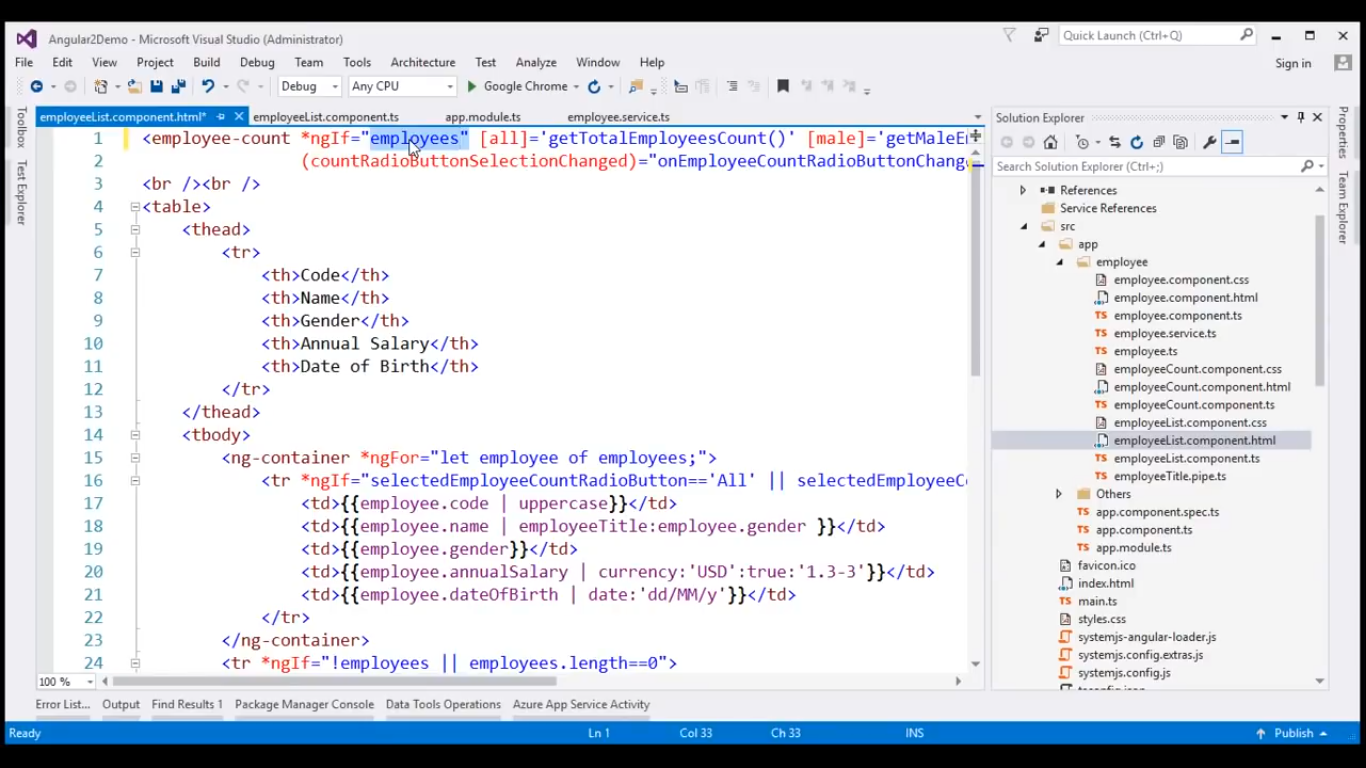 Angular2Demo - Microsoft Visual Studio (Administrator)
Quick Launch (Ctrl+Q)
File Edit View Project Build Debug Team Tools Architecture Test Analyze Window Help
Sign in
Debug Any CPU Google Chrome
Toolbox
Test Explorer
employeeList.component.html* employeeList.component.ts app.module.ts employee.service.ts
1 <employee-count *ngIf="employees" [all]='getTotalEmployeesCount()' [male]='getMaleE
2 (countRadioButtonSelectionChanged)="onEmployeeCountRadioButtonChang
3 <br /><br />
4 <table>
5 <thead>
6 <tr>
7 <th>Code</th>
8 <th>Name</th>
9 <th>Gender</th>
10 <th>Annual Salary</th>
11 <th>Date of Birth</th>
12 </tr>
13 </thead>
14 <tbody>
15 <ng-container *ngFor="let employee of employees;">
16 <tr *ngIf="selectedEmployeeCountRadioButton=='All' || selectedEmployeeC
17 <td>{{employee.code | uppercase}}</td>
18 <td>{{employee.name | employeeTitle:employee.gender }}</td>
19 <td>{{employee.gender}}</td>
20 <td>{{employee.annualSalary | currency:'USD':true:'1.3-3'}}</td>
21 <td>{{employee.dateOfBirth | date:'dd/MM/y'}}</td>
22 </tr>
23 </ng-container>
24 <tr *ngIf="!employees || employees.length==0">
100 %
Solution Explorer
Search Solution Explorer (Ctrl+;)
References
Service References
src
app
employee
employee.component.css
employee.component.html
employee.component.ts
employee.service.ts
employee.ts
employeeCount.component.css
employeeCount.component.html
employeeCount.component.ts
employeeList.component.css
employeeList.component.html
employeeList.component.ts
employeeTitle.pipe.ts
Others
app.component.spec.ts
app.component.ts
app.module.ts
favicon.ico
index.html
main.ts
styles.css
systemjs-angular-loader.js
systemjs.config.extras.js
systemjs.config.js
Properties
Team Explorer
Error List... Output Find Results 1 Package Manager Console Data Tools Operations Azure App Service Activity
Ready Ln 1 Col 33 Ch 33 INS Publish